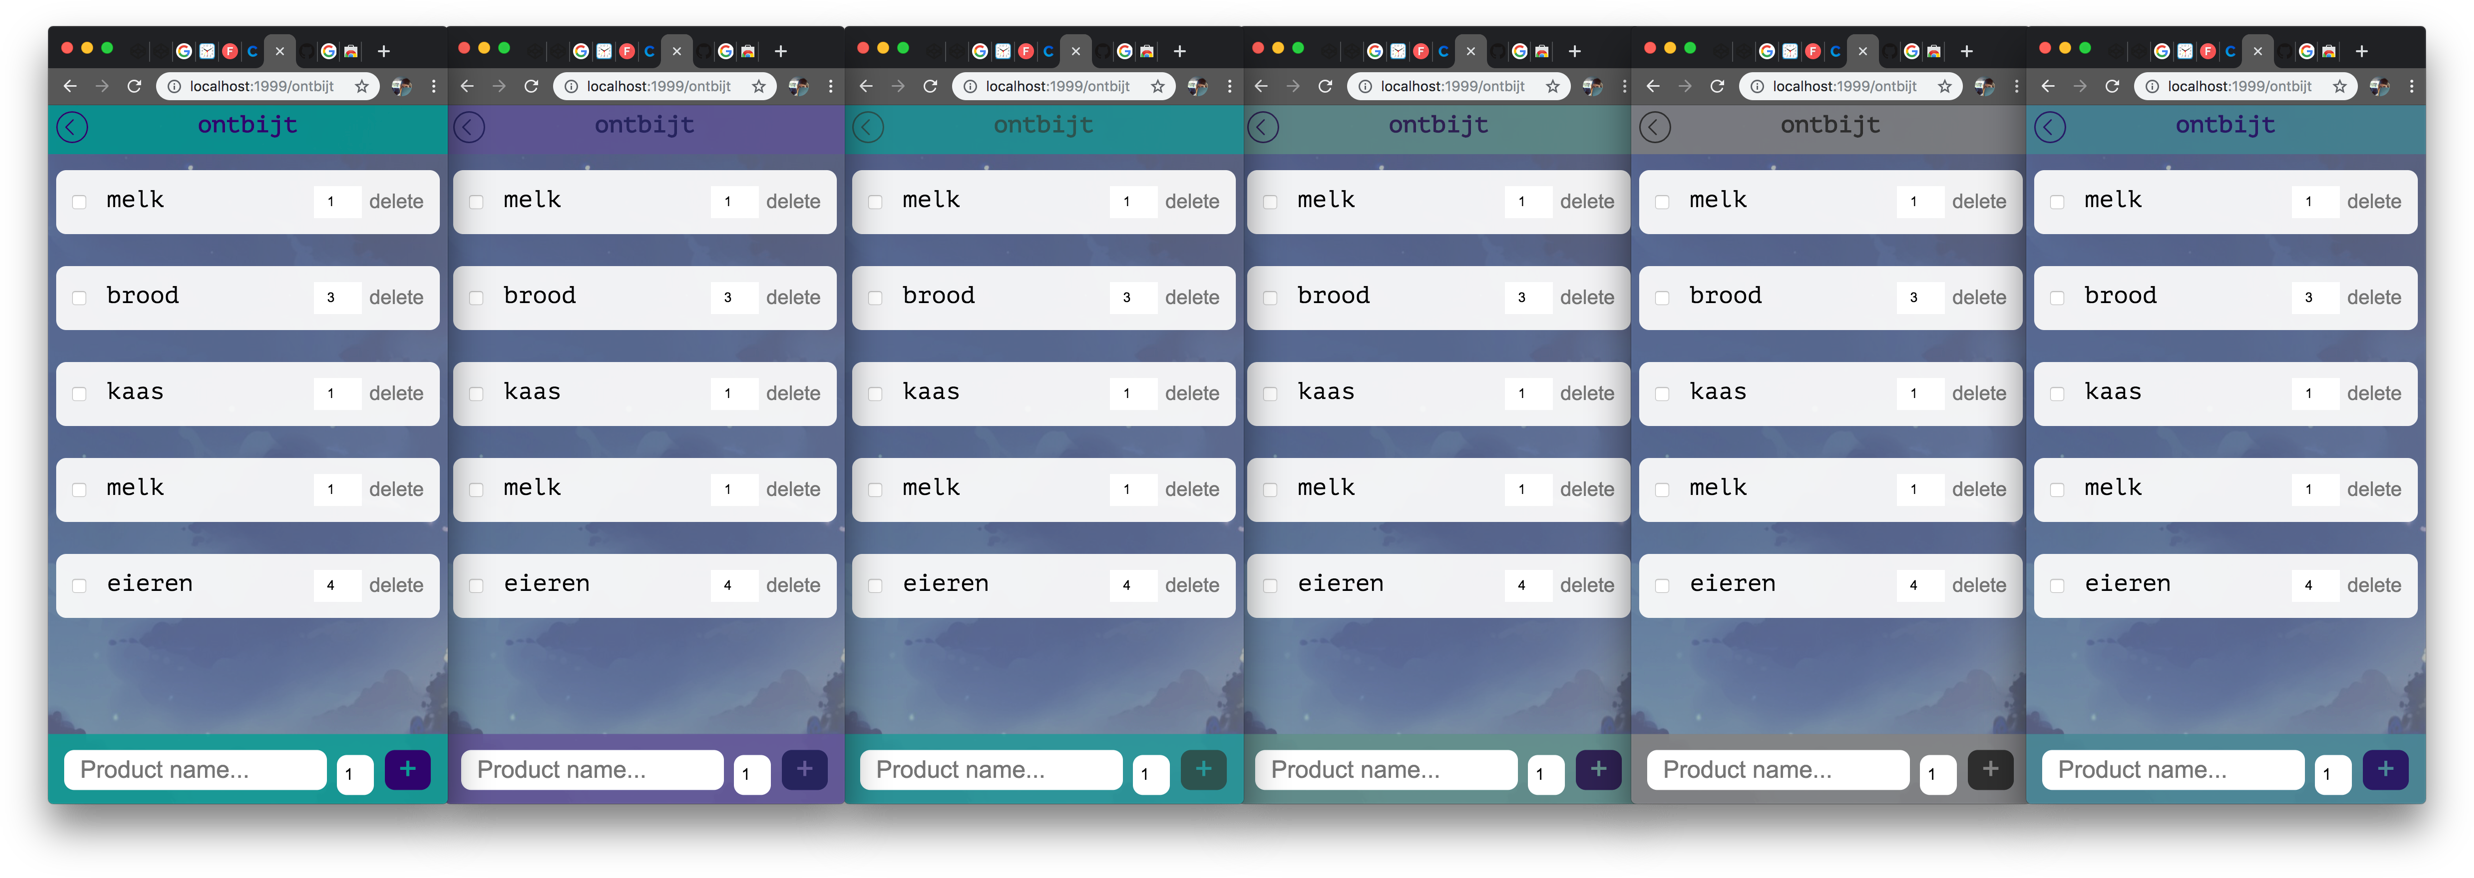 localhost:1999/ontbijt
ontbijt
melk 1 delete
brood 3 delete
kaas 1 delete
melk 1 delete
eieren 4 delete
Product name... 1 +
localhost:1999/ontbijt
ontbijt
melk 1 delete
brood 3 delete
kaas 1 delete
melk 1 delete
eieren 4 delete
Product name... 1 +
localhost:1999/ontbijt
ontbijt
melk 1 delete
brood 3 delete
kaas 1 delete
melk 1 delete
eieren 4 delete
Product name... 1 +
localhost:1999/ontbijt
ontbijt
melk 1 delete
brood 3 delete
kaas 1 delete
melk 1 delete
eieren 4 delete
Product name... 1 +
localhost:1999/ontbijt
ontbijt
melk 1 delete
brood 3 delete
kaas 1 delete
melk 1 delete
eieren 4 delete
Product name... 1 +
localhost:1999/ontbijt
ontbijt
melk 1 delete
brood 3 delete
kaas 1 delete
melk 1 delete
eieren 4 delete
Product name... 1 +